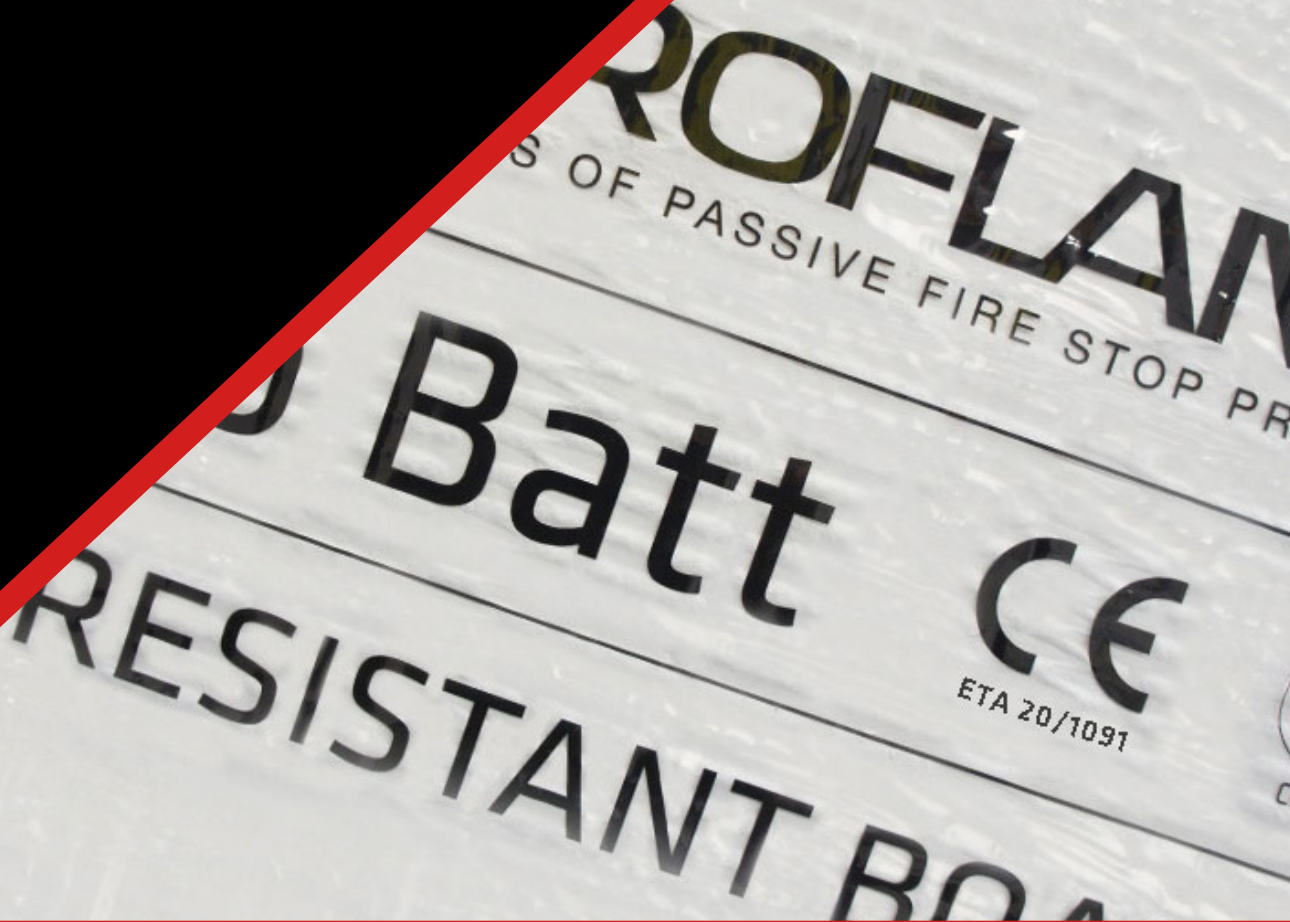 ROFLAM
S OF PASSIVE FIRE STOP PR
Batt
CE
ETA 20/1091
RESISTANT BOA